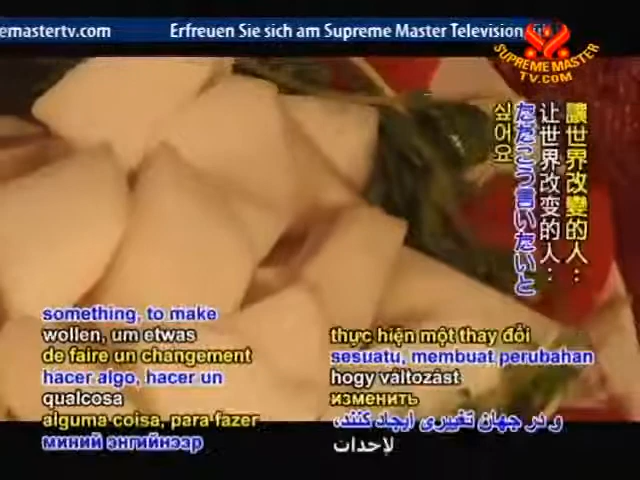 emastertv.com
Erfreuen Sie sich am Supreme Master Television
SUPREME MASTER
TV.COM
讓世界改變的人…
让世界改变的人…
ただこう言いたいと
싶어요
something, to make
wollen, um etwas
de faire un changement
hacer algo, hacer un
qualcosa
alguma coisa, para fazer
миний энгийнээр
thực hiện một thay đổi
sesuatu, membuat perubahan
hogy változást
изменить
و در جهان تغییری ایجاد کنند،
لإحداث